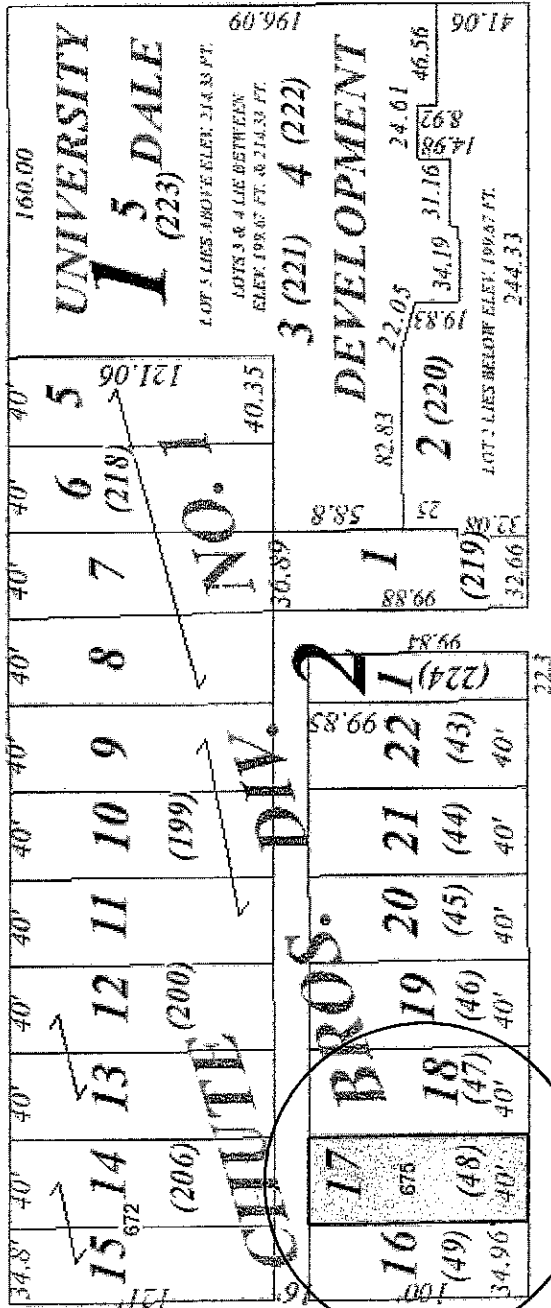 160.00
UNIVERSITY
1 5 DALE
(223)
LOT 5 LIES ABOVE ELEV. 214.33 FT.
LOTS 3 & 4 LIE BETWEEN
ELEV. 199.67 FT. & 214.33 FT.
3 (221) 4 (222)
DEVELOPMENT
196.09
41.06
46.56
8.92
24.61
14.98
31.16
34.19
19.83
22.05
82.83
2 (220)
LOT 2 LIES BELOW ELEV. 199.67 FT.
244.33
25
58.8
32.08
34.8' 40' 40' 40' 40' 40' 40' 40' 40' 40' 40'
15 14 13 12 11 10 9 8 7 6 5
672
(206) (200) (199) (218)
121.06
40.35
121'
CHUTE BROS. DIV. NO. 1
16'
36.89
1
(219)
99.88
32.66
2
1
(224)
99.84
22.3
99.85
16 17 18 19 20 21 22
675
(49) (48) (47) (46) (45) (44) (43)
34.96' 40' 40' 40' 40' 40' 40'
100'